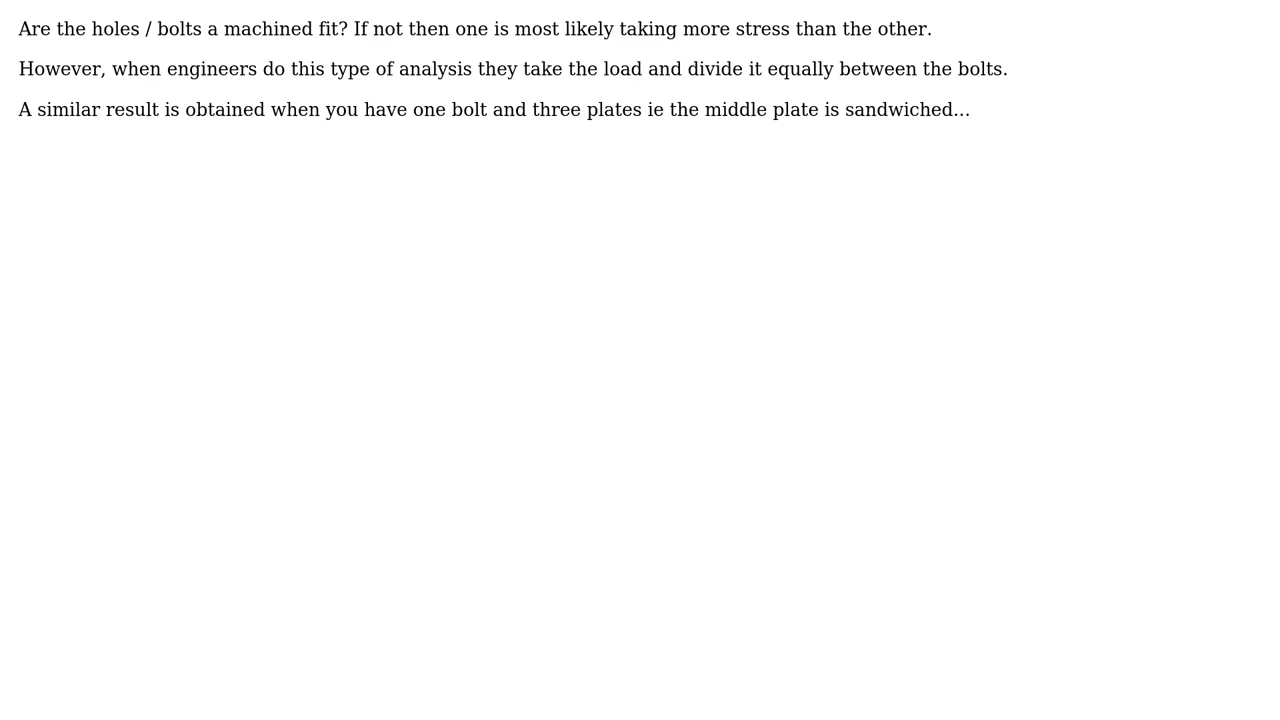 Are the holes / bolts a machined fit? If not then one is most likely taking more stress than the other.
However, when engineers do this type of analysis they take the load and divide it equally between the bolts.
A similar result is obtained when you have one bolt and three plates ie the middle plate is sandwiched...